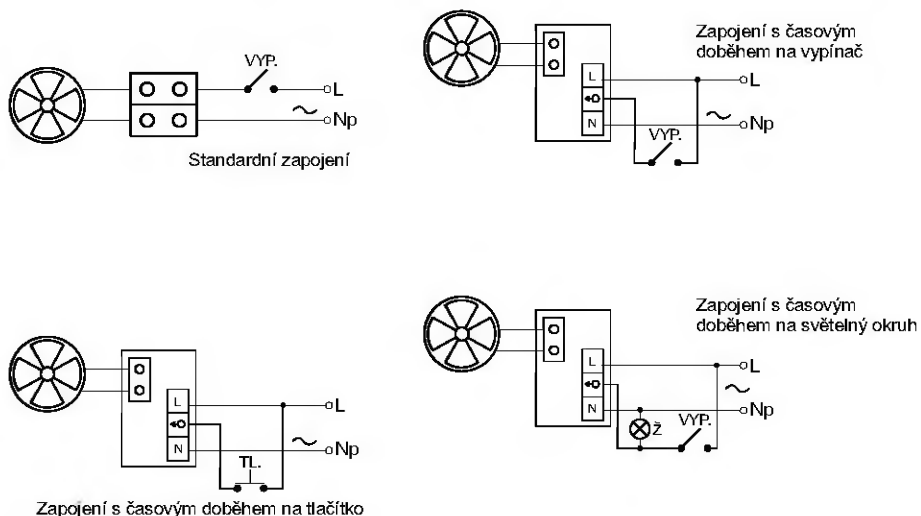 VYP.
L
Np
Standardní zapojení
Zapojení s časovým
doběhem na vypínač
L
L
N
Np
VYP.
L
L
N
Np
TL.
Zapojení s časovým doběhem na tlačítko
Zapojení s časovým
doběhem na světelný okruh
L
L
N
Np
Ž
VYP.